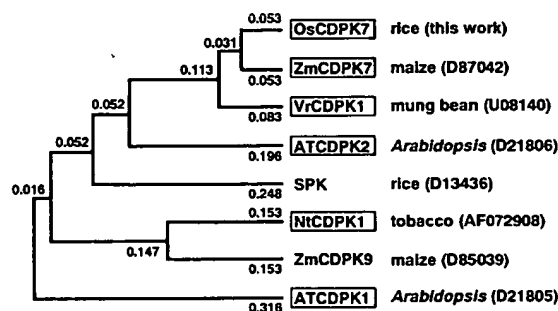 0.053 OsCDPK7 rice (this work)
0.031
0.053 ZmCDPK7 maize (D87042)
0.113
0.083 VrCDPK1 mung bean (U08140)
0.052
0.196 ATCDPK2 Arabidopsis (D21806)
0.052
0.248 SPK rice (D13436)
0.016
0.153 NtCDPK1 tobacco (AF072908)
0.147
0.153 ZmCDPK9 maize (D85039)
0.316 ATCDPK1 Arabidopsis (D21805)